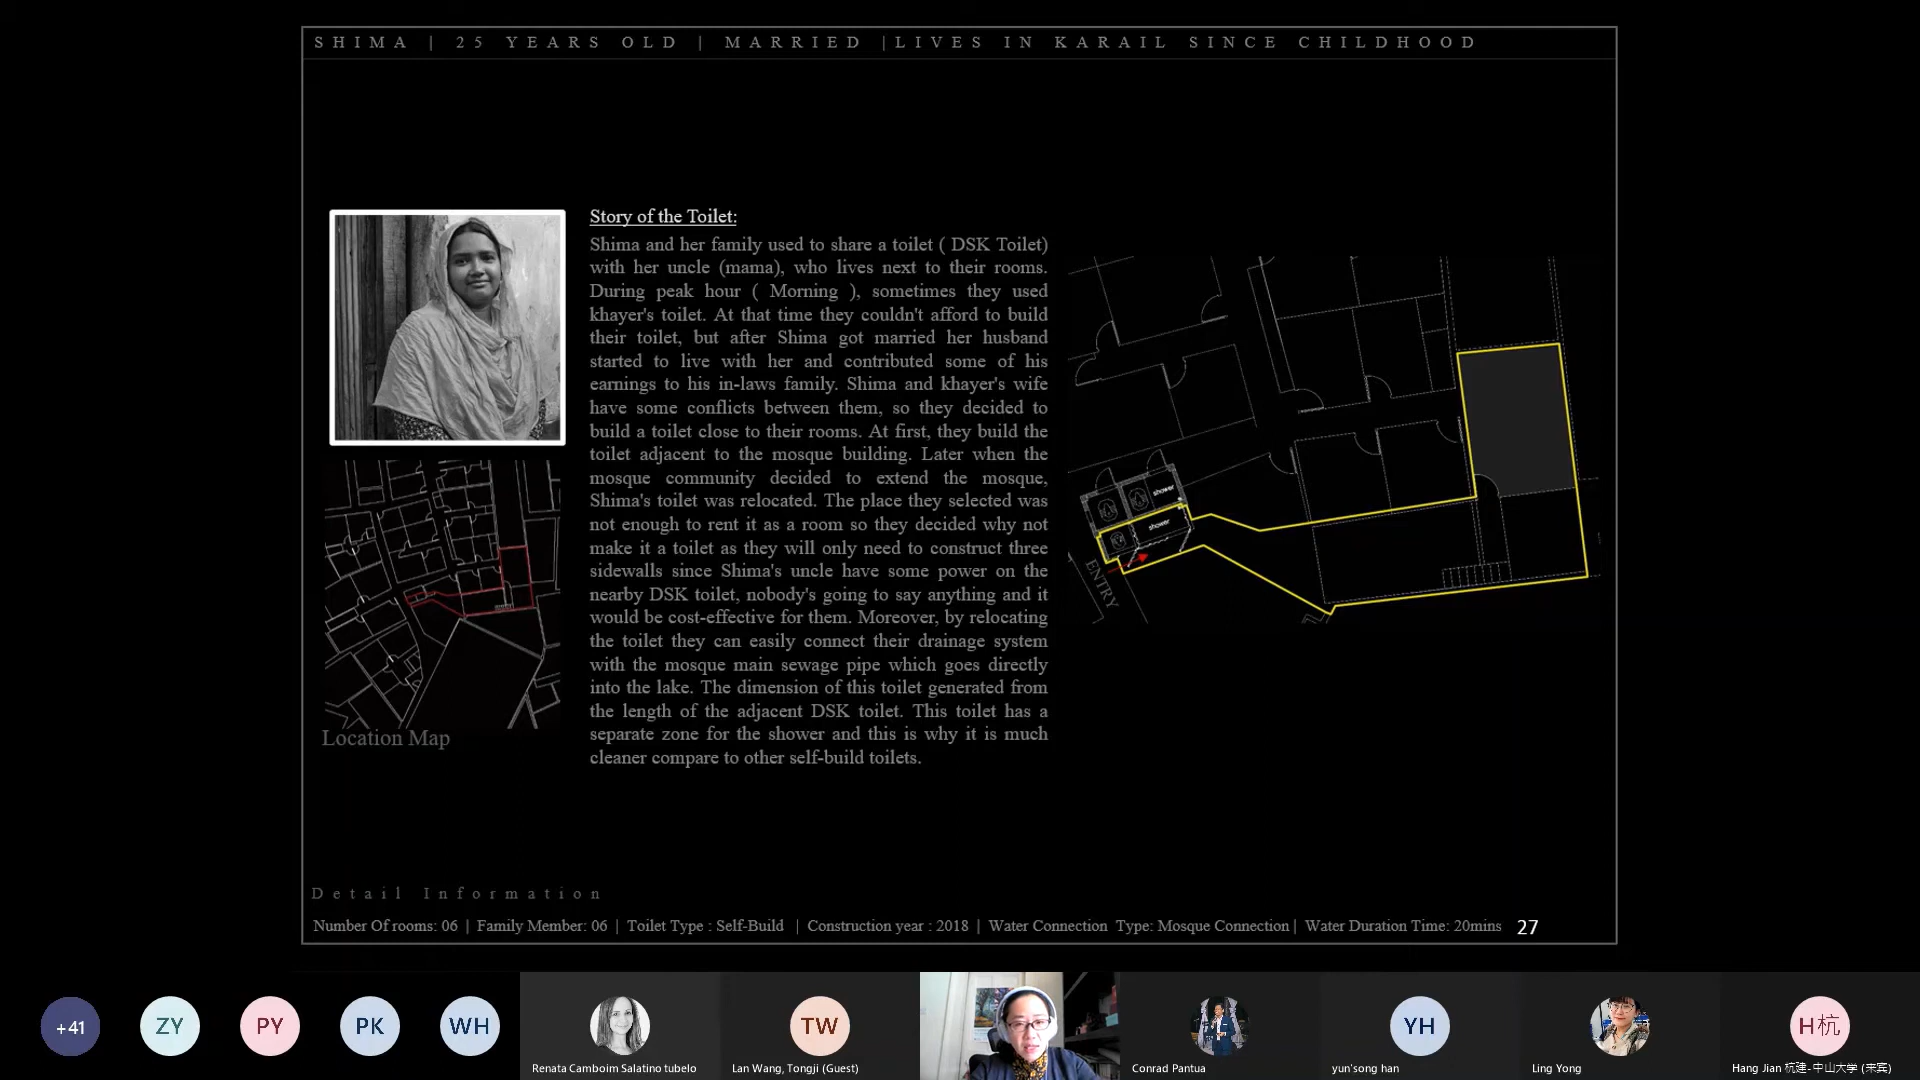 SHIMA | 25 YEARS OLD | MARRIED |LIVES IN KARAIL SINCE CHILDHOOD
Story of the Toilet:
Shima and her family used to share a toilet ( DSK Toilet)
with her uncle (mama), who lives next to their rooms.
During peak hour ( Morning ), sometimes they used
khayer's toilet. At that time they couldn't afford to build
their toilet, but after Shima got married her husband
started to live with her and contributed some of his
earnings to his in-laws family. Shima and khayer's wife
have some conflicts between them, so they decided to
build a toilet close to their rooms. At first, they build the
toilet adjacent to the mosque building. Later when the
mosque community decided to extend the mosque,
Shima's toilet was relocated. The place they selected was
not enough to rent it as a room so they decided why not
make it a toilet as they will only need to construct three
sidewalls since Shima's uncle have some power on the
nearby DSK toilet, nobody's going to say anything and it
would be cost-effective for them. Moreover, by relocating
the toilet they can easily connect their drainage system
with the mosque main sewage pipe which goes directly
into the lake. The dimension of this toilet generated from
the length of the adjacent DSK toilet. This toilet has a
separate zone for the shower and this is why it is much
cleaner compare to other self-build toilets.
shower
shower
ENTRY
Location Map
Detail Information
Number Of rooms: 06 | Family Member: 06 | Toilet Type : Self-Build | Construction year : 2018 | Water Connection Type: Mosque Connection | Water Duration Time: 20mins 27
+41
ZY
PY
PK
WH
TW
YH
H杭
Renata Camboim Salatino tubelo
Lan Wang, Tongji (Guest)
Conrad Pantua
yun'song han
Ling Yong
Hang Jian 杭建-中山大学 (来宾)